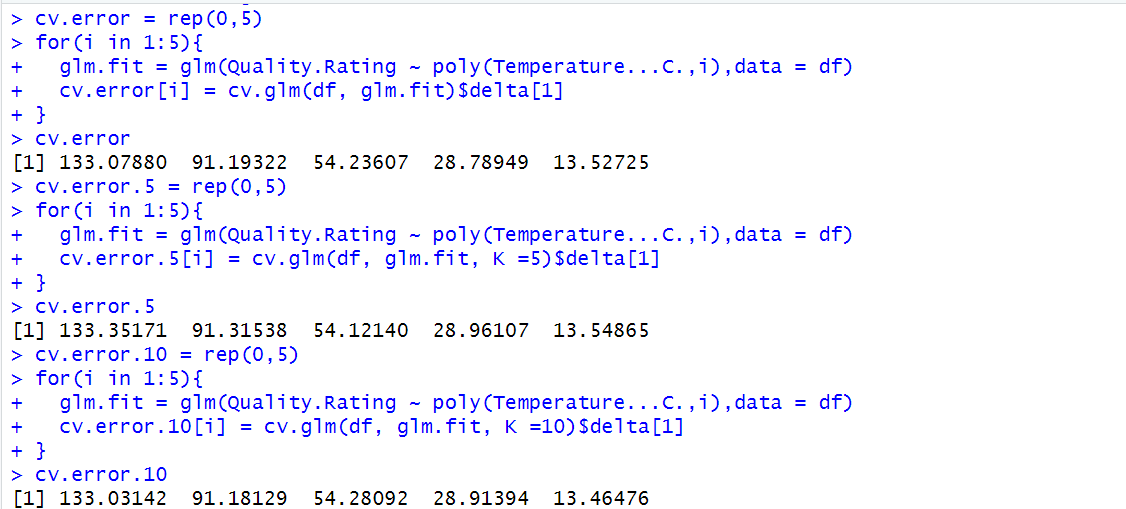 > cv.error = rep(0,5)
> for(i in 1:5){
+   glm.fit = glm(Quality.Rating ~ poly(Temperature...C.,i),data = df)
+   cv.error[i] = cv.glm(df, glm.fit)$delta[1]
+ }
> cv.error
[1] 133.07880  91.19322  54.23607  28.78949  13.52725
> cv.error.5 = rep(0,5)
> for(i in 1:5){
+   glm.fit = glm(Quality.Rating ~ poly(Temperature...C.,i),data = df)
+   cv.error.5[i] = cv.glm(df, glm.fit, K =5)$delta[1]
+ }
> cv.error.5
[1] 133.35171  91.31538  54.12140  28.96107  13.54865
> cv.error.10 = rep(0,5)
> for(i in 1:5){
+   glm.fit = glm(Quality.Rating ~ poly(Temperature...C.,i),data = df)
+   cv.error.10[i] = cv.glm(df, glm.fit, K =10)$delta[1]
+ }
> cv.error.10
[1] 133.03142  91.18129  54.28092  28.91394  13.46476